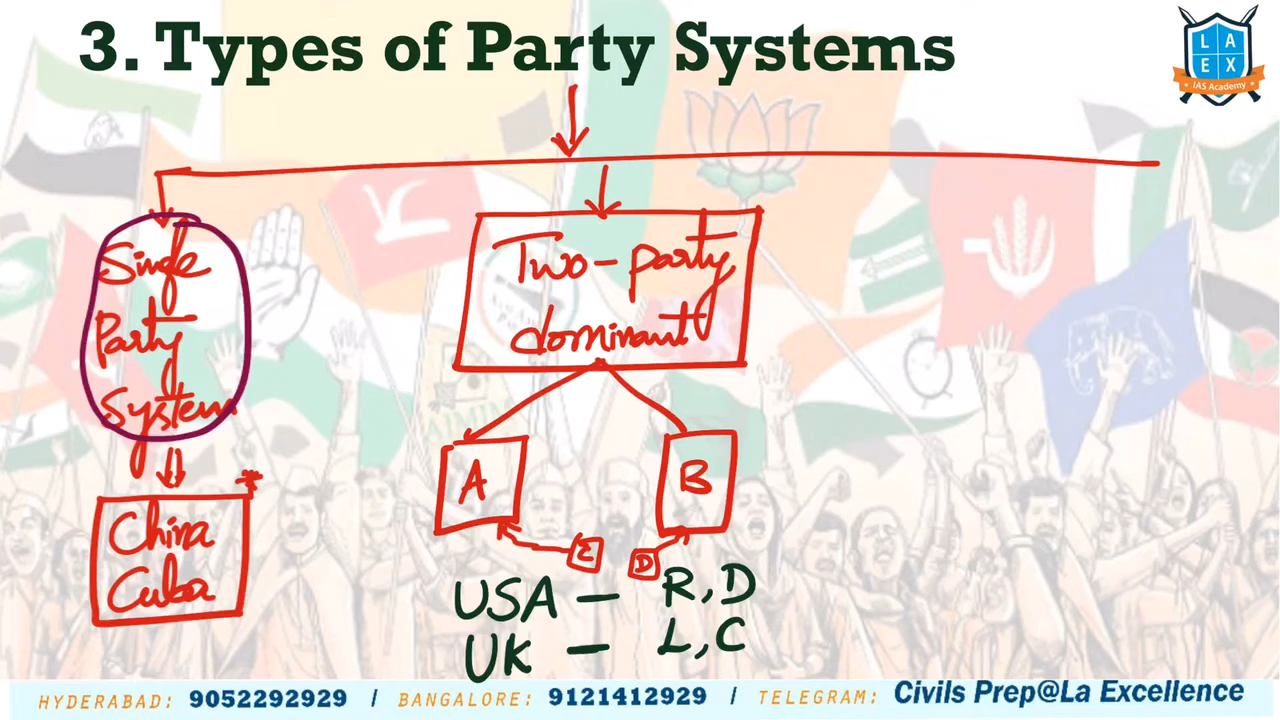 3. Types of Party Systems
L A
E X
IAS Academy
Single
Party
System
China
Cuba
Two-party
dominant
A
B
D
USA - R, D
UK - L, C
HYDERABAD: 9052292929 / BANGALORE: 9121412929 / TELEGRAM: Civils Prep@La Excellence